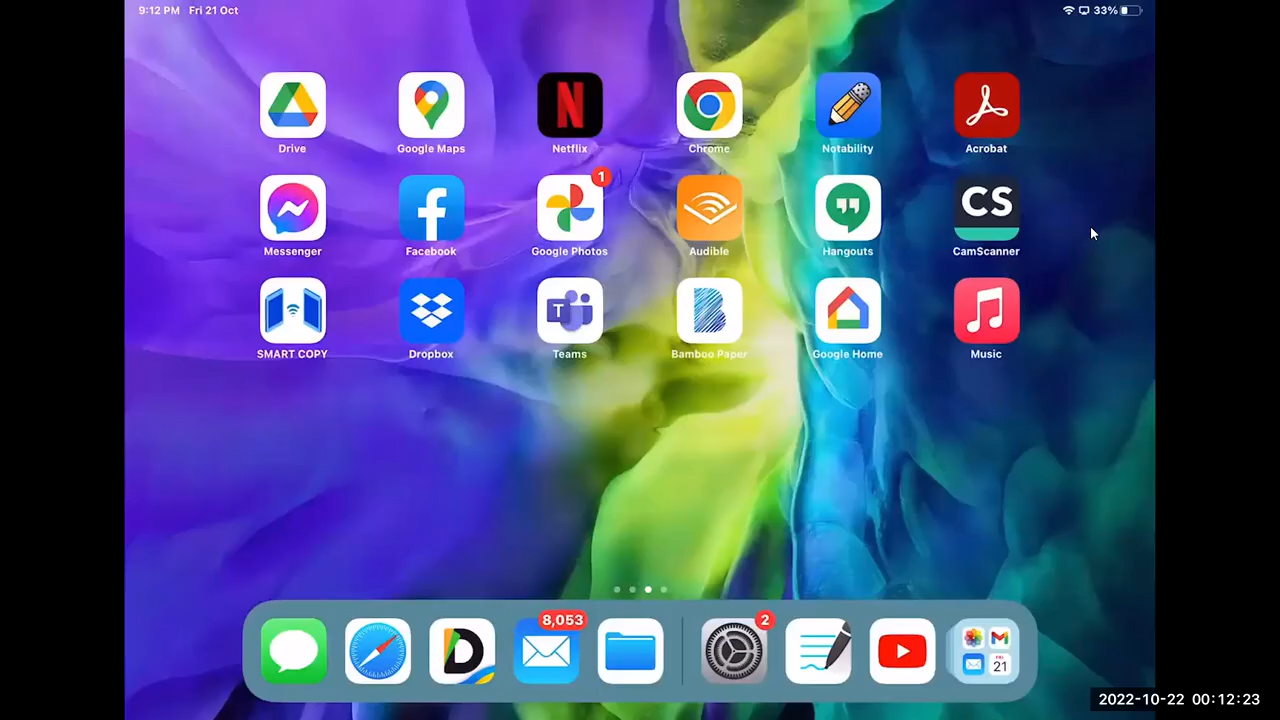 9:12 PM Fri 21 Oct
33%
Drive
Google Maps
Netflix
Chrome
Notability
Acrobat
1
CS
Messenger
Facebook
Google Photos
Audible
Hangouts
CamScanner
T
SMART COPY
Dropbox
Teams
Bamboo Paper
Google Home
Music
8,053
2
FRI
21
2022-10-22 00:12:23